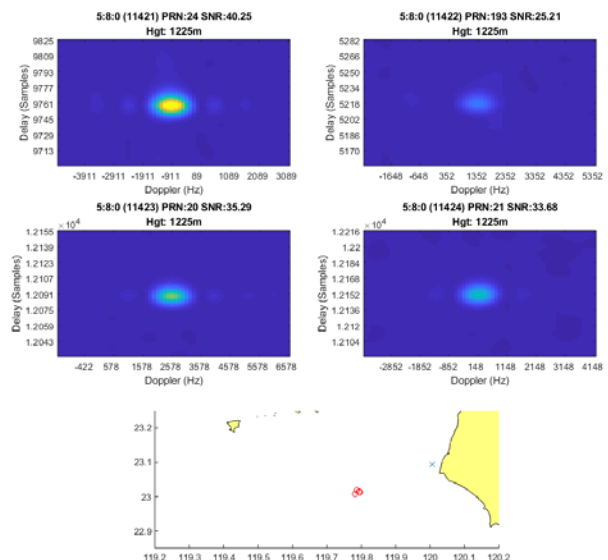 5:8:0 (11421) PRN:24 SNR:40.25
Hgt: 1225m
9825
9809
9793
9777
9761
9745
9729
9713
Delay (Samples)
-3911 -2911 -1911 -911 89 1089 2089 3089
Doppler (Hz)
5:8:0 (11422) PRN:193 SNR:25.21
Hgt: 1225m
5282
5266
5250
5234
5218
5202
5186
5170
Delay (Samples)
-1648 -648 352 1352 2352 3352 4352 5352
Doppler (Hz)
5:8:0 (11423) PRN:20 SNR:35.29
Hgt: 1225m
× 10⁴
1.2155
1.2139
1.2123
1.2107
1.2091
1.2075
1.2059
1.2043
Delay (Samples)
-422 578 1578 2578 3578 4578 5578 6578
Doppler (Hz)
5:8:0 (11424) PRN:21 SNR:33.68
Hgt: 1225m
× 10⁴
1.2216
1.22
1.2184
1.2168
1.2152
1.2136
1.212
1.2104
Delay (Samples)
-2852 -1852 -852 148 1148 2148 3148 4148
Doppler (Hz)
23.2
23.1
23
22.9
119.2 119.3 119.4 119.5 119.6 119.7 119.8 119.9 120 120.1 120.2